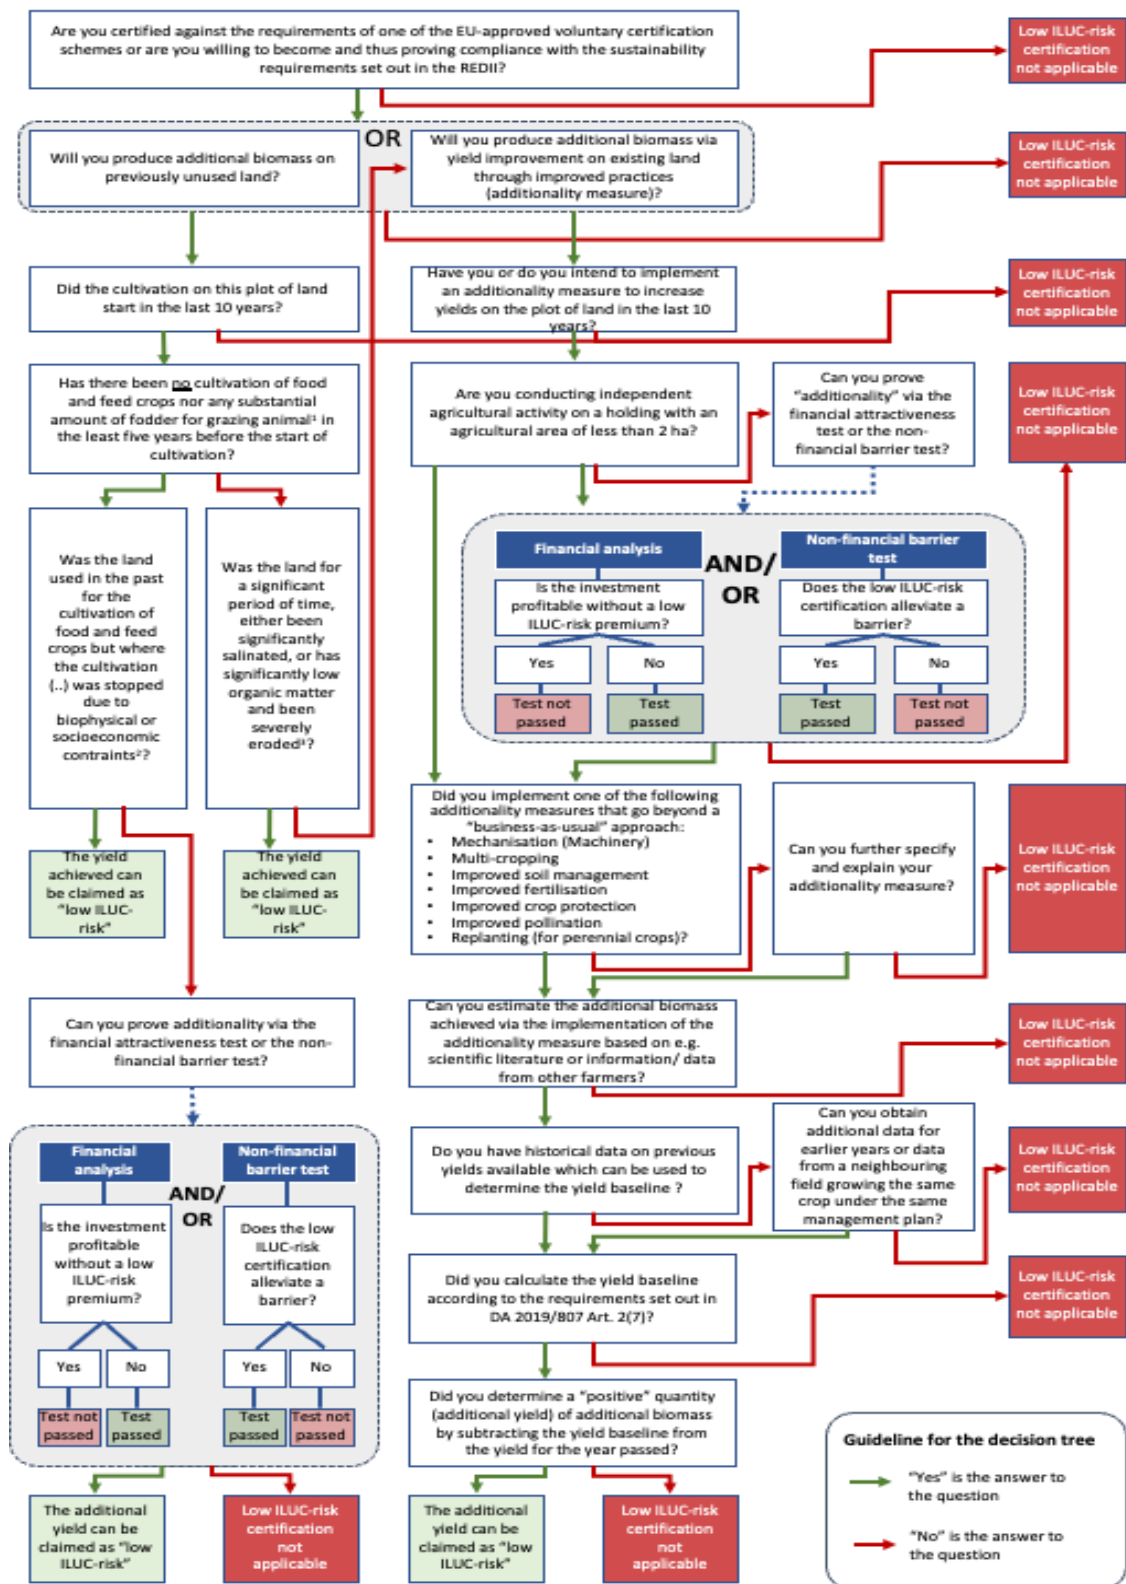 Are you certified against the requirements of one of the EU-approved voluntary certification
schemes or are you willing to become and thus proving compliance with the sustainability
requirements set out in the REDII?
Low ILUC-risk
certification
not applicable
OR
Will you produce additional biomass on
previously unused land?
Will you produce additional biomass via
yield improvement on existing land
through improved practices
(additionality measure)?
Low ILUC-risk
certification
not applicable
Did the cultivation on this plot of land
start in the last 10 years?
Have you or do you intend to implement
an additionality measure to increase
yields on the plot of land in the last 10
years?
Low ILUC-risk
certification
not applicable
Has there been no cultivation of food
and feed crops nor any substantial
amount of fodder for grazing animal¹ in
the least five years before the start of
cultivation?
Are you conducting independent
agricultural activity on a holding with an
agricultural area of less than 2 ha?
Can you prove
"additionality" via the
financial attractiveness
test or the non-
financial barrier test?
Low ILUC-risk
certification
not applicable
Was the land
used in the past
for the
cultivation of
food and feed
crops but where
the cultivation
(..) was stopped
due to
biophysical or
socioeconomic
contraints²?
Was the land for
a significant
period of time,
either been
significantly
salinated, or has
significantly low
organic matter
and been
severely
eroded³?
Financial analysis
Is the investment
profitable without a low
ILUC-risk premium?
Yes
No
Test not
passed
Test
passed
AND/
OR
Non-financial barrier
test
Does the low ILUC-risk
certification alleviate a
barrier?
Yes
No
Test
passed
Test not
passed
The yield
achieved can
be claimed as
"low ILUC-
risk"
The yield
achieved can
be claimed as
"low ILUC-
risk"
Did you implement one of the following
additionality measures that go beyond a
"business-as-usual" approach:
• Mechanisation (Machinery)
• Multi-cropping
• Improved soil management
• Improved fertilisation
• Improved crop protection
• Improved pollination
• Replanting (for perennial crops)?
Can you further specify
and explain your
additionality measure?
Low ILUC-risk
certification
not applicable
Can you prove additionality via the
financial attractiveness test or the non-
financial barrier test?
Can you estimate the additional biomass
achieved via the implementation of the
additionality measure based on e.g.
scientific literature or information/ data
from other farmers?
Low ILUC-risk
certification
not applicable
Financial
analysis
Is the investment
profitable
without a low
ILUC-risk
premium?
Yes
No
Test not
passed
Test
passed
AND/
OR
Non-financial
barrier test
Does the low
ILUC-risk
certification
alleviate a
barrier?
Yes
No
Test
passed
Test not
passed
Do you have historical data on previous
yields available which can be used to
determine the yield baseline ?
Can you obtain
additional data for
earlier years or data
from a neighbouring
field growing the same
crop under the same
management plan?
Low ILUC-risk
certification
not applicable
Did you calculate the yield baseline
according to the requirements set out in
DA 2019/807 Art. 2(7)?
Low ILUC-risk
certification
not applicable
Did you determine a "positive" quantity
(additional yield) of additional biomass
by subtracting the yield baseline from
the yield for the year passed?
The additional
yield can be
claimed as "low
ILUC-risk"
Low ILUC-risk
certification
not
applicable
The additional
yield can be
claimed as "low
ILUC-risk"
Low ILUC-risk
certification
not
applicable
Guideline for the decision tree
"Yes" is the answer to
the question
"No" is the answer to
the question